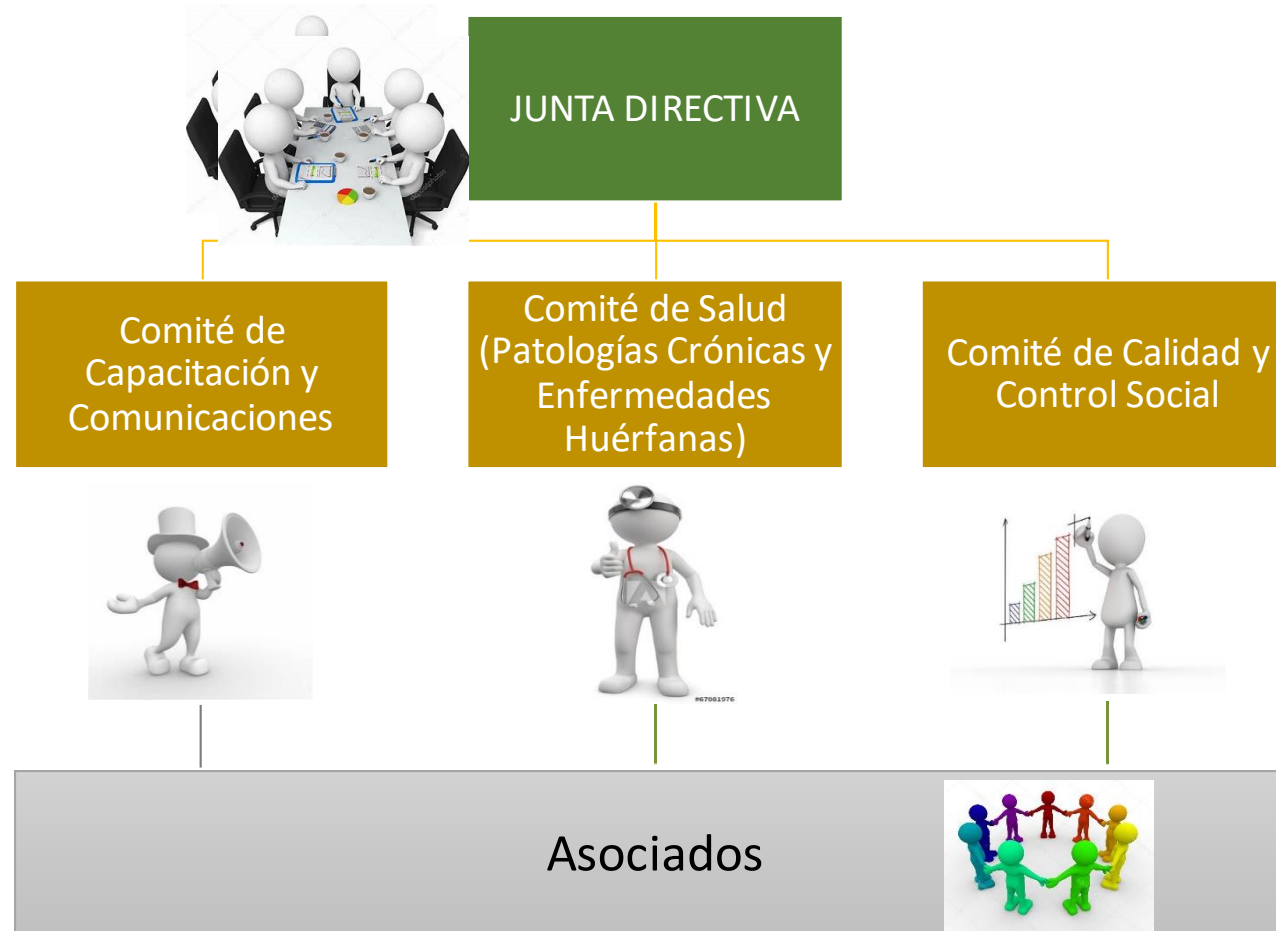 JUNTA DIRECTIVA
Comité de
Capacitación y
Comunicaciones
Comité de Salud
(Patologías Crónicas y
Enfermedades
Huérfanas)
Comité de Calidad y
Control Social
#67081976
Asociados